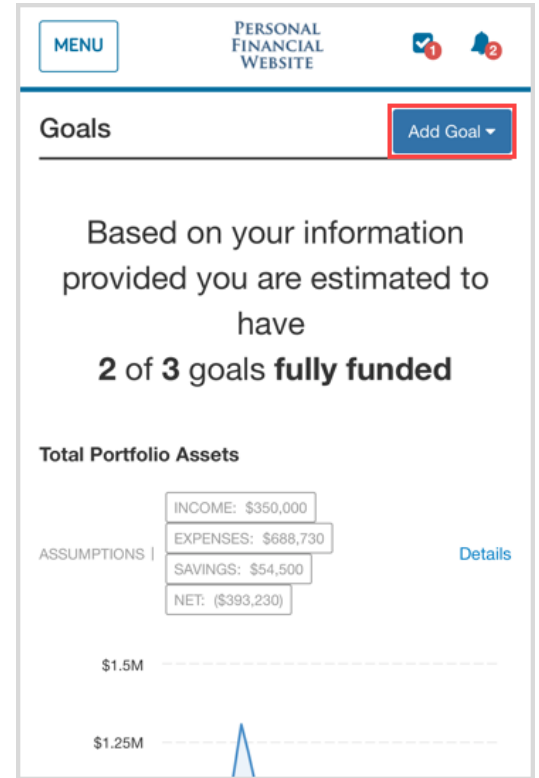 MENU
PERSONAL
FINANCIAL
WEBSITE
1
2
Goals
Add Goal
Based on your information
provided you are estimated to
have
2 of 3 goals fully funded
Total Portfolio Assets
ASSUMPTIONS |
INCOME: $350,000
EXPENSES: $688,730
SAVINGS: $54,500
NET: ($393,230)
Details
$1.5M
$1.25M